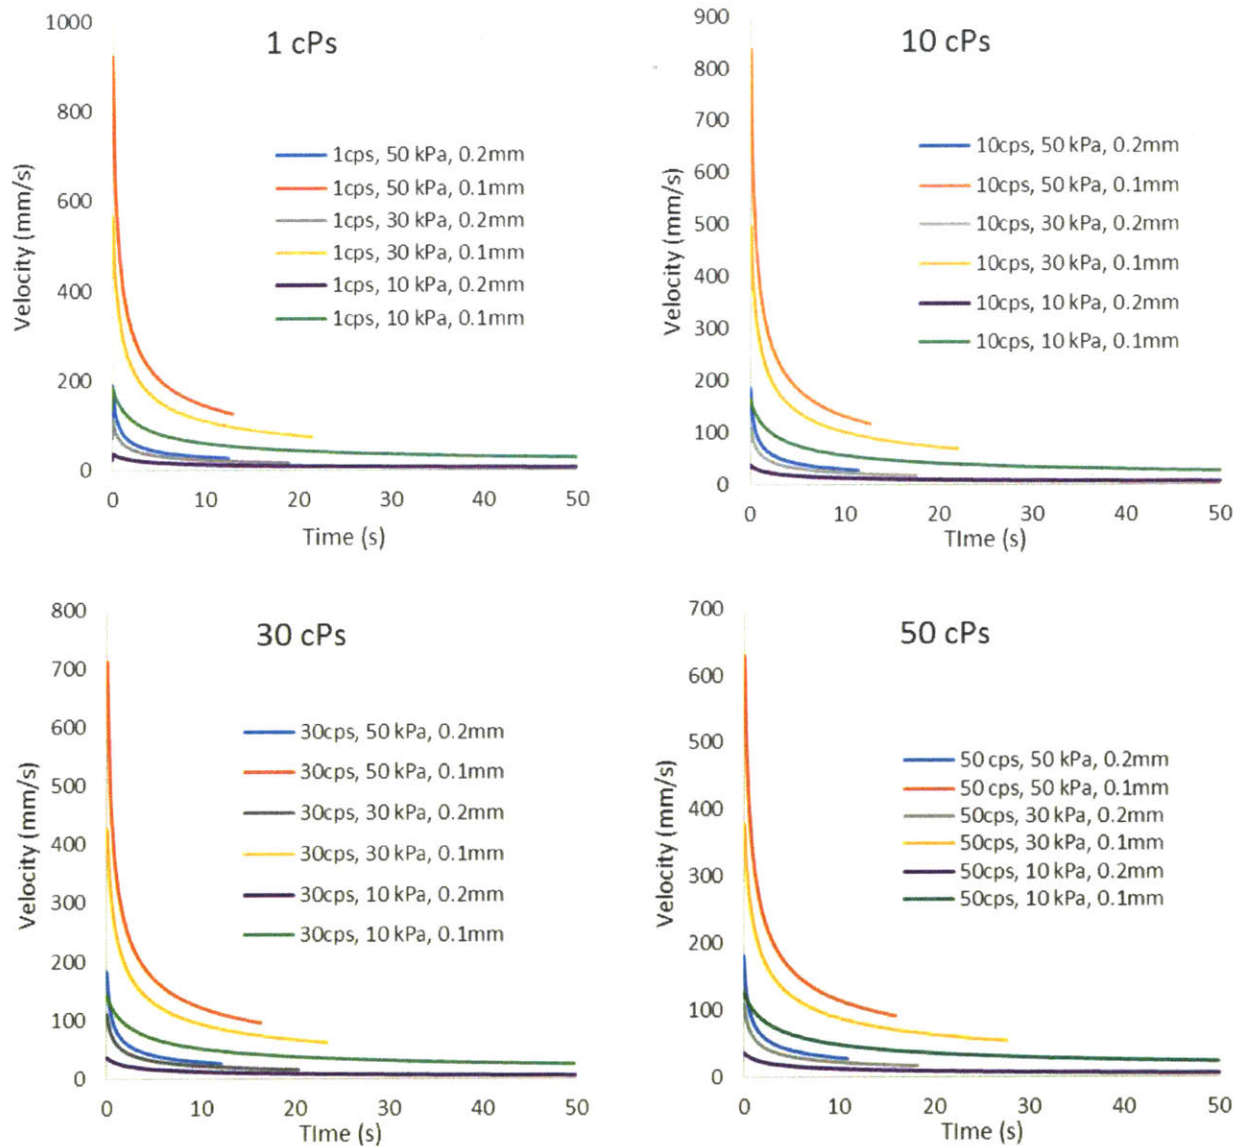 1 cPs
1000
800
600
400
200
0
Velocity (mm/s)
1cps, 50 kPa, 0.2mm
1cps, 50 kPa, 0.1mm
1cps, 30 kPa, 0.2mm
1cps, 30 kPa, 0.1mm
1cps, 10 kPa, 0.2mm
1cps, 10 kPa, 0.1mm
0 10 20 30 40 50
Time (s)
10 cPs
900
800
700
600
500
400
300
200
100
0
Velocity (mm/s)
10cps, 50 kPa, 0.2mm
10cps, 50 kPa, 0.1mm
10cps, 30 kPa, 0.2mm
10cps, 30 kPa, 0.1mm
10cps, 10 kPa, 0.2mm
10cps, 10 kPa, 0.1mm
0 10 20 30 40 50
TIme (s)
30 cPs
800
700
600
500
400
300
200
100
0
Velocity (mm/s)
30cps, 50 kPa, 0.2mm
30cps, 50 kPa, 0.1mm
30cps, 30 kPa, 0.2mm
30cps, 30 kPa, 0.1mm
30cps, 10 kPa, 0.2mm
30cps, 10 kPa, 0.1mm
0 10 20 30 40 50
TIme (s)
50 cPs
700
600
500
400
300
200
100
0
Velocity (mm/s)
50 cps, 50 kPa, 0.2mm
50 cps, 50 kPa, 0.1mm
50cps, 30 kPa, 0.2mm
50cps, 30 kPa, 0.1mm
50cps, 10 kPa, 0.2mm
50cps, 10 kPa, 0.1mm
0 10 20 30 40 50
TIme (s)